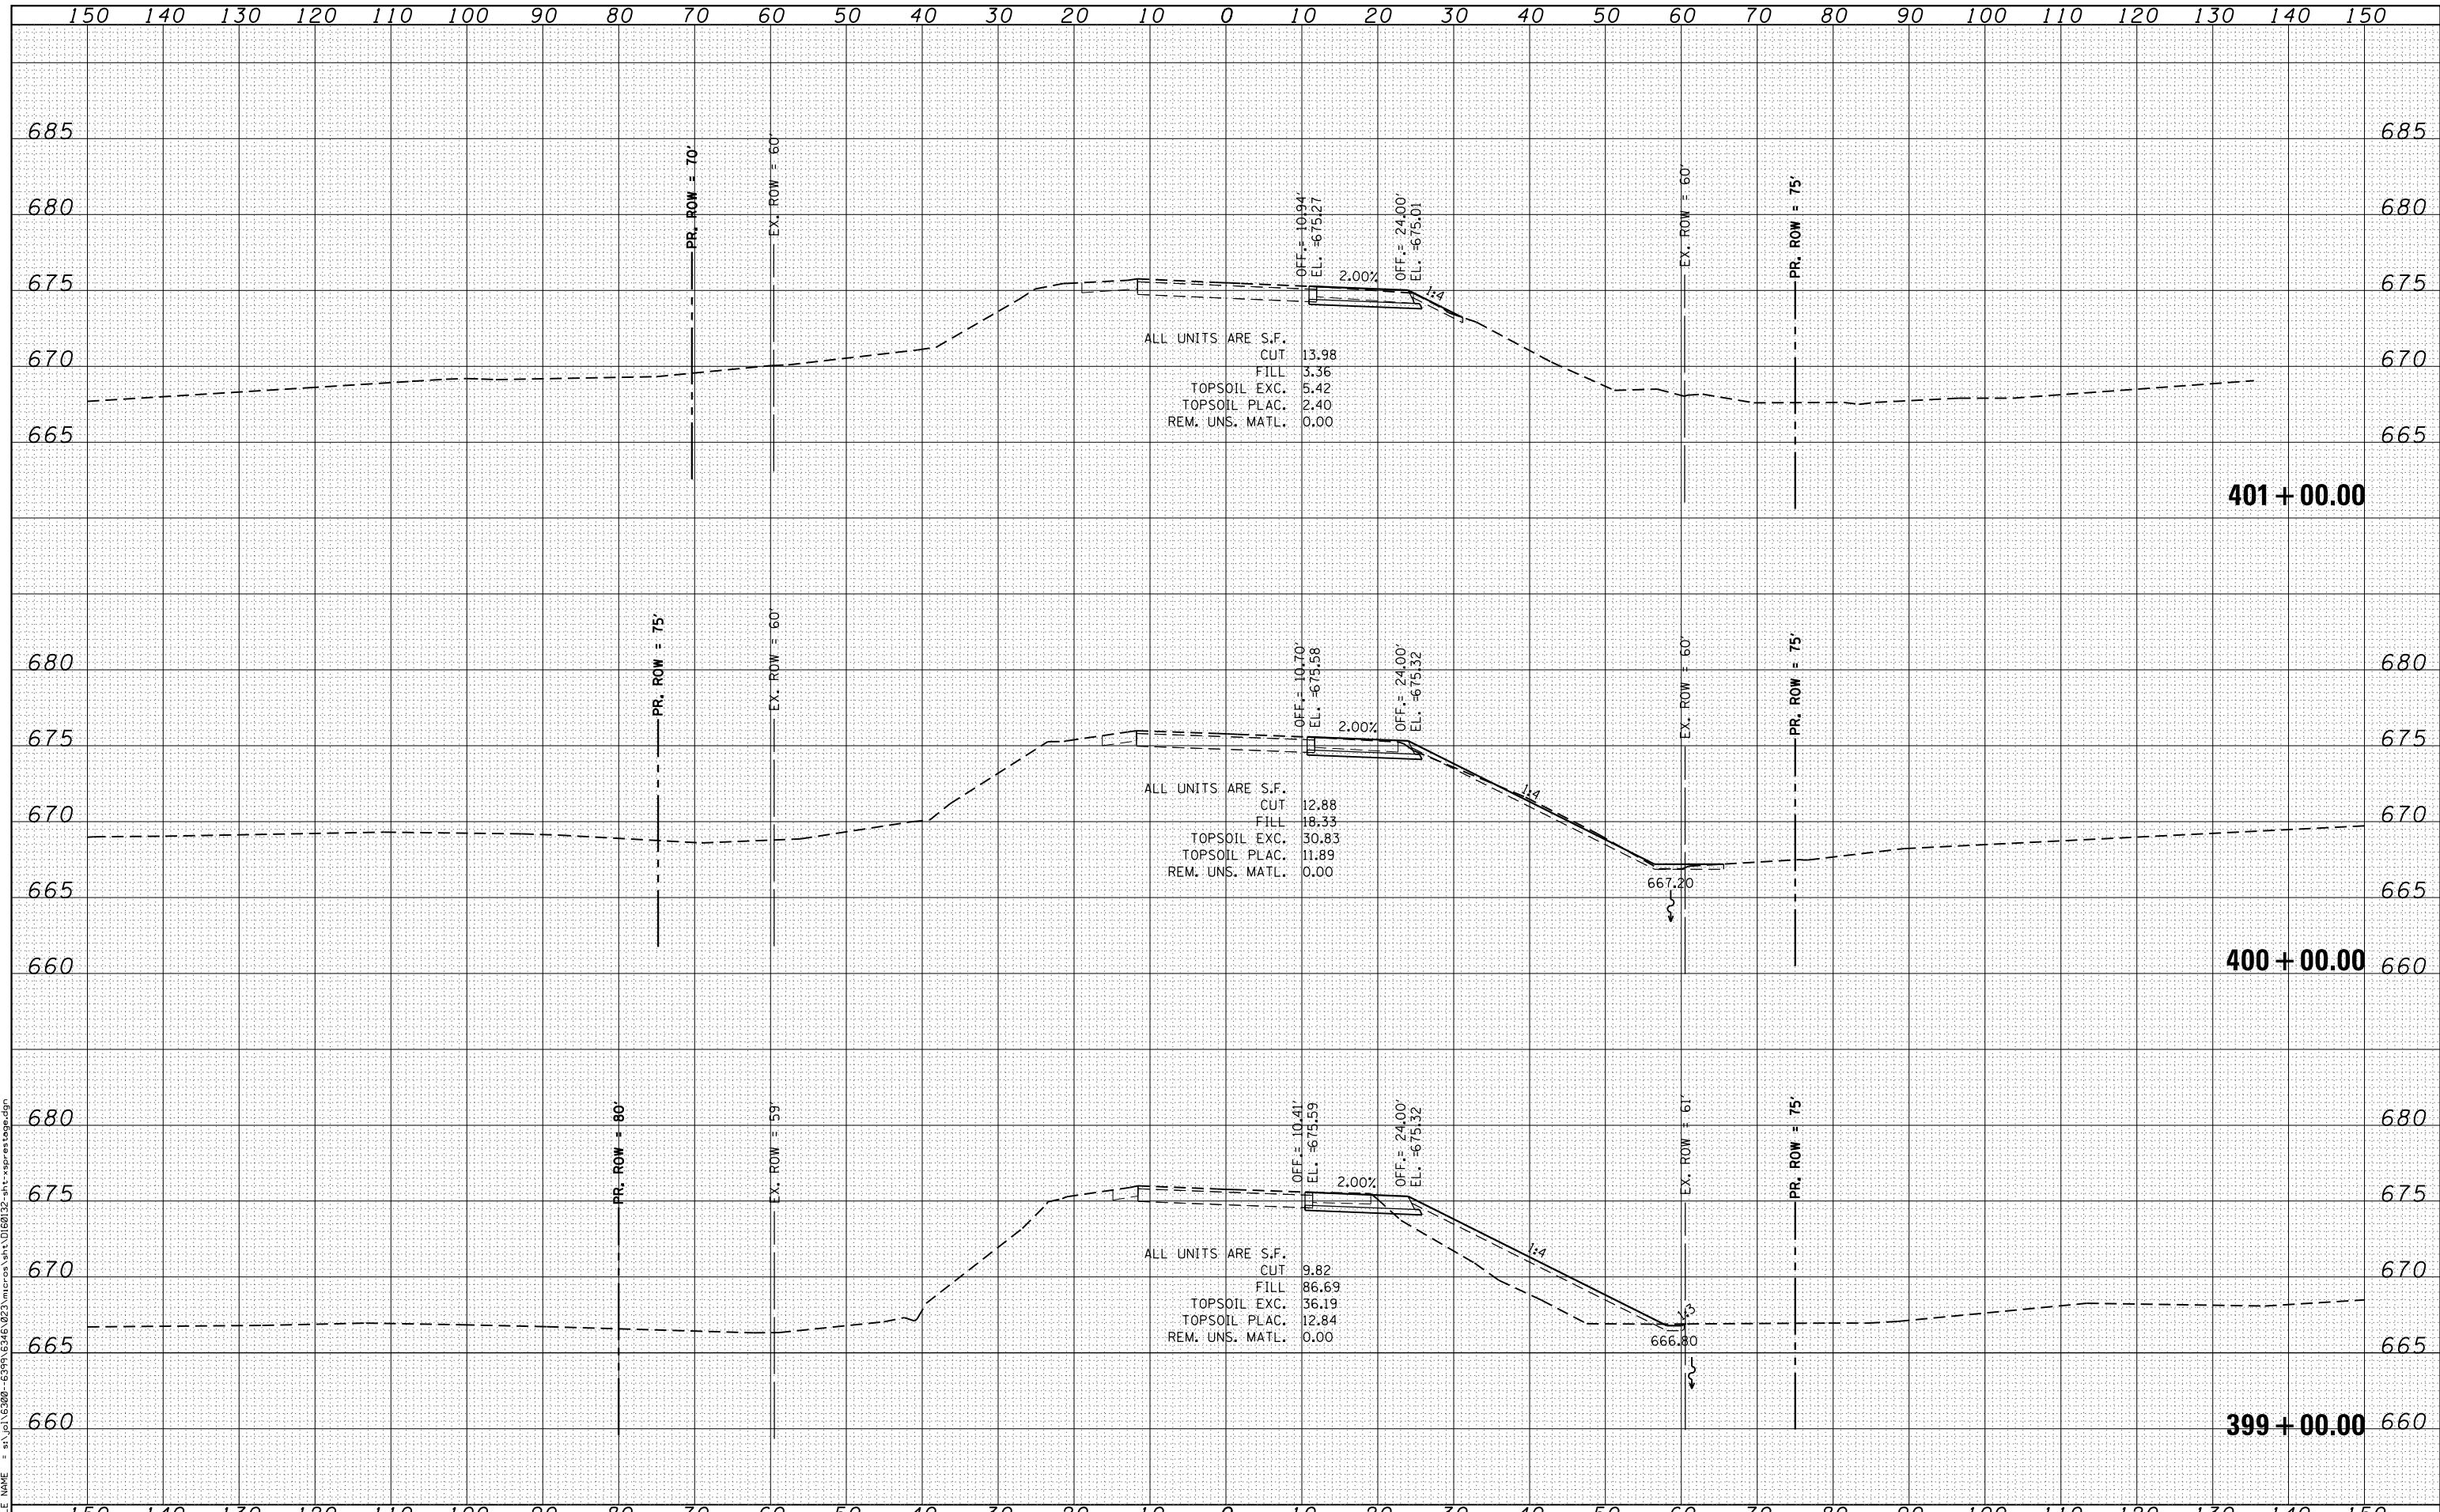 150 140 130 120 110 100 90 80 70 60 50 40 30 20 10 0 10 20 30 40 50 60 70 80 90 100 110 120 130 140 150
685 685
680 680
675 675
670 670
665 665
PR. ROW = 70'
EX. ROW = 60'
OFF.= 10.94'
EL. =675.27
2.00%
OFF.= 24.00'
EL. =675.01
1:4
EX. ROW = 60'
PR. ROW = 75'
ALL UNITS ARE S.F.
CUT 13.98
FILL 3.36
TOPSOIL EXC. 5.42
TOPSOIL PLAC. 2.40
REM. UNS. MATL. 0.00
401+00.00
680 680
675 675
670 670
665 665
660 660
PR. ROW = 75'
EX. ROW = 60'
OFF.= 10.70'
EL. =675.58
2.00%
OFF.= 24.00'
EL. =675.32
1:4
EX. ROW = 60'
PR. ROW = 75'
ALL UNITS ARE S.F.
CUT 12.88
FILL 18.33
TOPSOIL EXC. 30.83
TOPSOIL PLAC. 11.89
REM. UNS. MATL. 0.00
667.20
400+00.00
680 680
675 675
670 670
665 665
660 660
PR. ROW = 80'
EX. ROW = 59'
OFF.= 10.41'
EL. =675.59
2.00%
OFF.= 24.00'
EL. =675.32
1:4
1:3
EX. ROW = 61'
PR. ROW = 75'
ALL UNITS ARE S.F.
CUT 9.82
FILL 86.69
TOPSOIL EXC. 36.19
TOPSOIL PLAC. 12.84
REM. UNS. MATL. 0.00
666.80
399+00.00
150 140 130 120 110 100 90 80 70 60 50 40 30 20 10 0 10 20 30 40 50 60 70 80 90 100 110 120 130 140 150